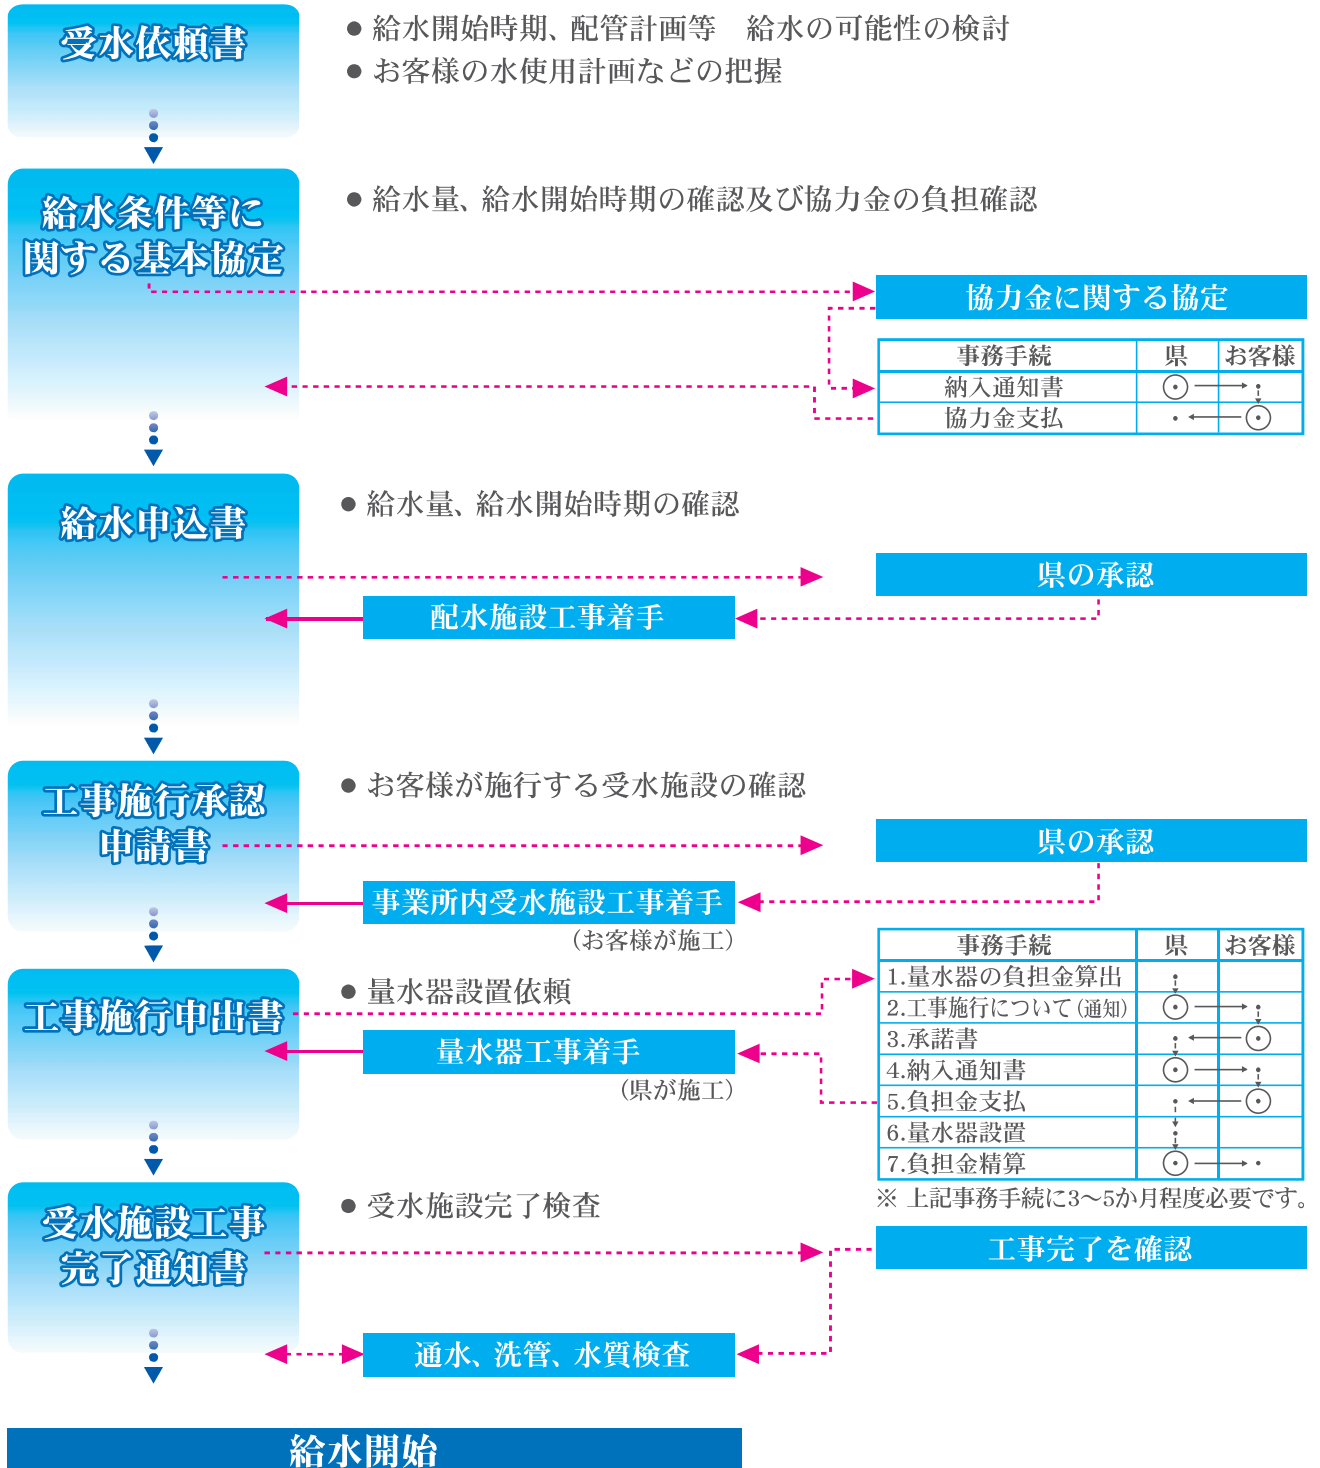 受水依頼書
● 給水開始時期、配管計画等　給水の可能性の検討
● お客様の水使用計画などの把握
給水条件等に
関する基本協定
● 給水量、給水開始時期の確認及び協力金の負担確認
協力金に関する協定
事務手続 県 お客様
納入通知書
協力金支払
給水申込書
● 給水量、給水開始時期の確認
県の承認
配水施設工事着手
工事施行承認
申請書
● お客様が施行する受水施設の確認
県の承認
事業所内受水施設工事着手
（お客様が施工）
工事施行申出書
● 量水器設置依頼
量水器工事着手
（県が施工）
事務手続 県 お客様
1.量水器の負担金算出
2.工事施行について（通知）
3.承諾書
4.納入通知書
5.負担金支払
6.量水器設置
7.負担金精算
※ 上記事務手続に3〜5か月程度必要です。
受水施設工事
完了通知書
● 受水施設完了検査
工事完了を確認
通水、洗管、水質検査
給水開始